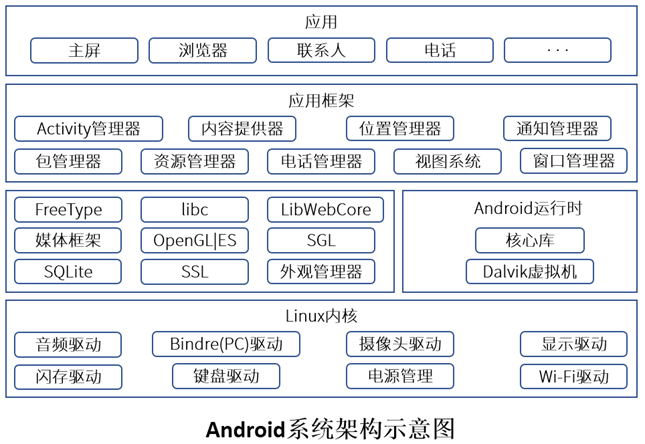 应用
主屏 浏览器 联系人 电话 ···
应用框架
Activity管理器 内容提供器 位置管理器 通知管理器
包管理器 资源管理器 电话管理器 视图系统 窗口管理器
FreeType libc LibWebCore
媒体框架 OpenGL|ES SGL
SQLite SSL 外观管理器
Android运行时
核心库
Dalvik虚拟机
Linux内核
音频驱动 Bindre(PC)驱动 摄像头驱动 显示驱动
闪存驱动 键盘驱动 电源管理 Wi-Fi驱动
Android系统架构示意图